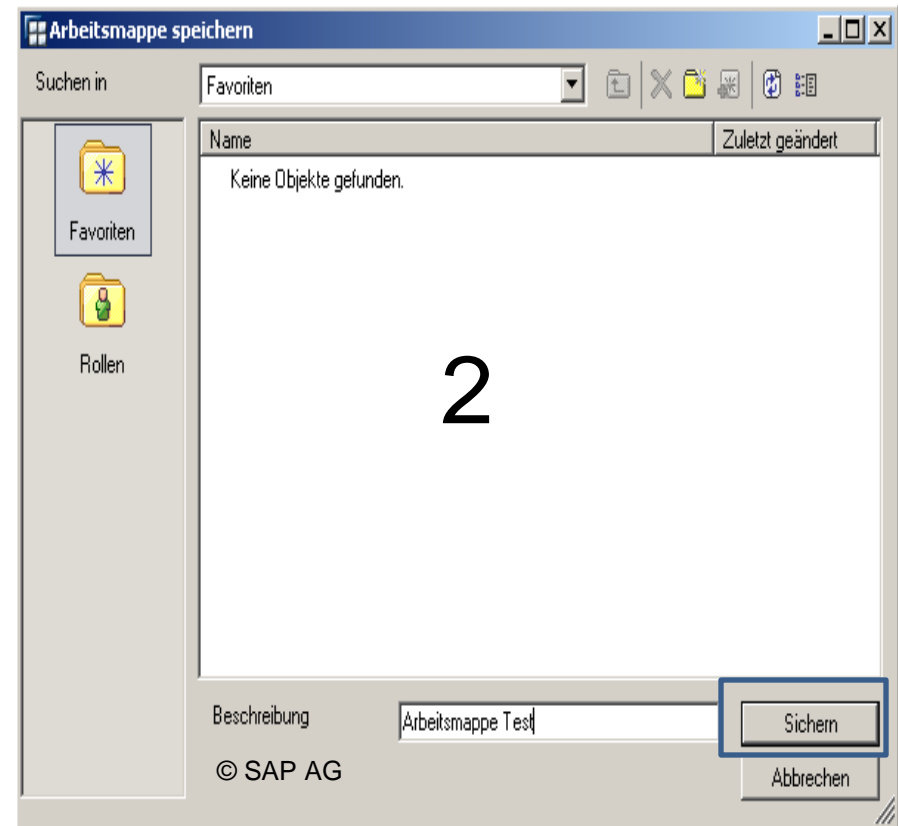 Arbeitsmappe speichern
Suchen in
Favoriten
Name
Zuletzt geändert
Keine Objekte gefunden.
Favoriten
Rollen
2
Beschreibung
Arbeitsmappe Test
Sichern
© SAP AG
Abbrechen